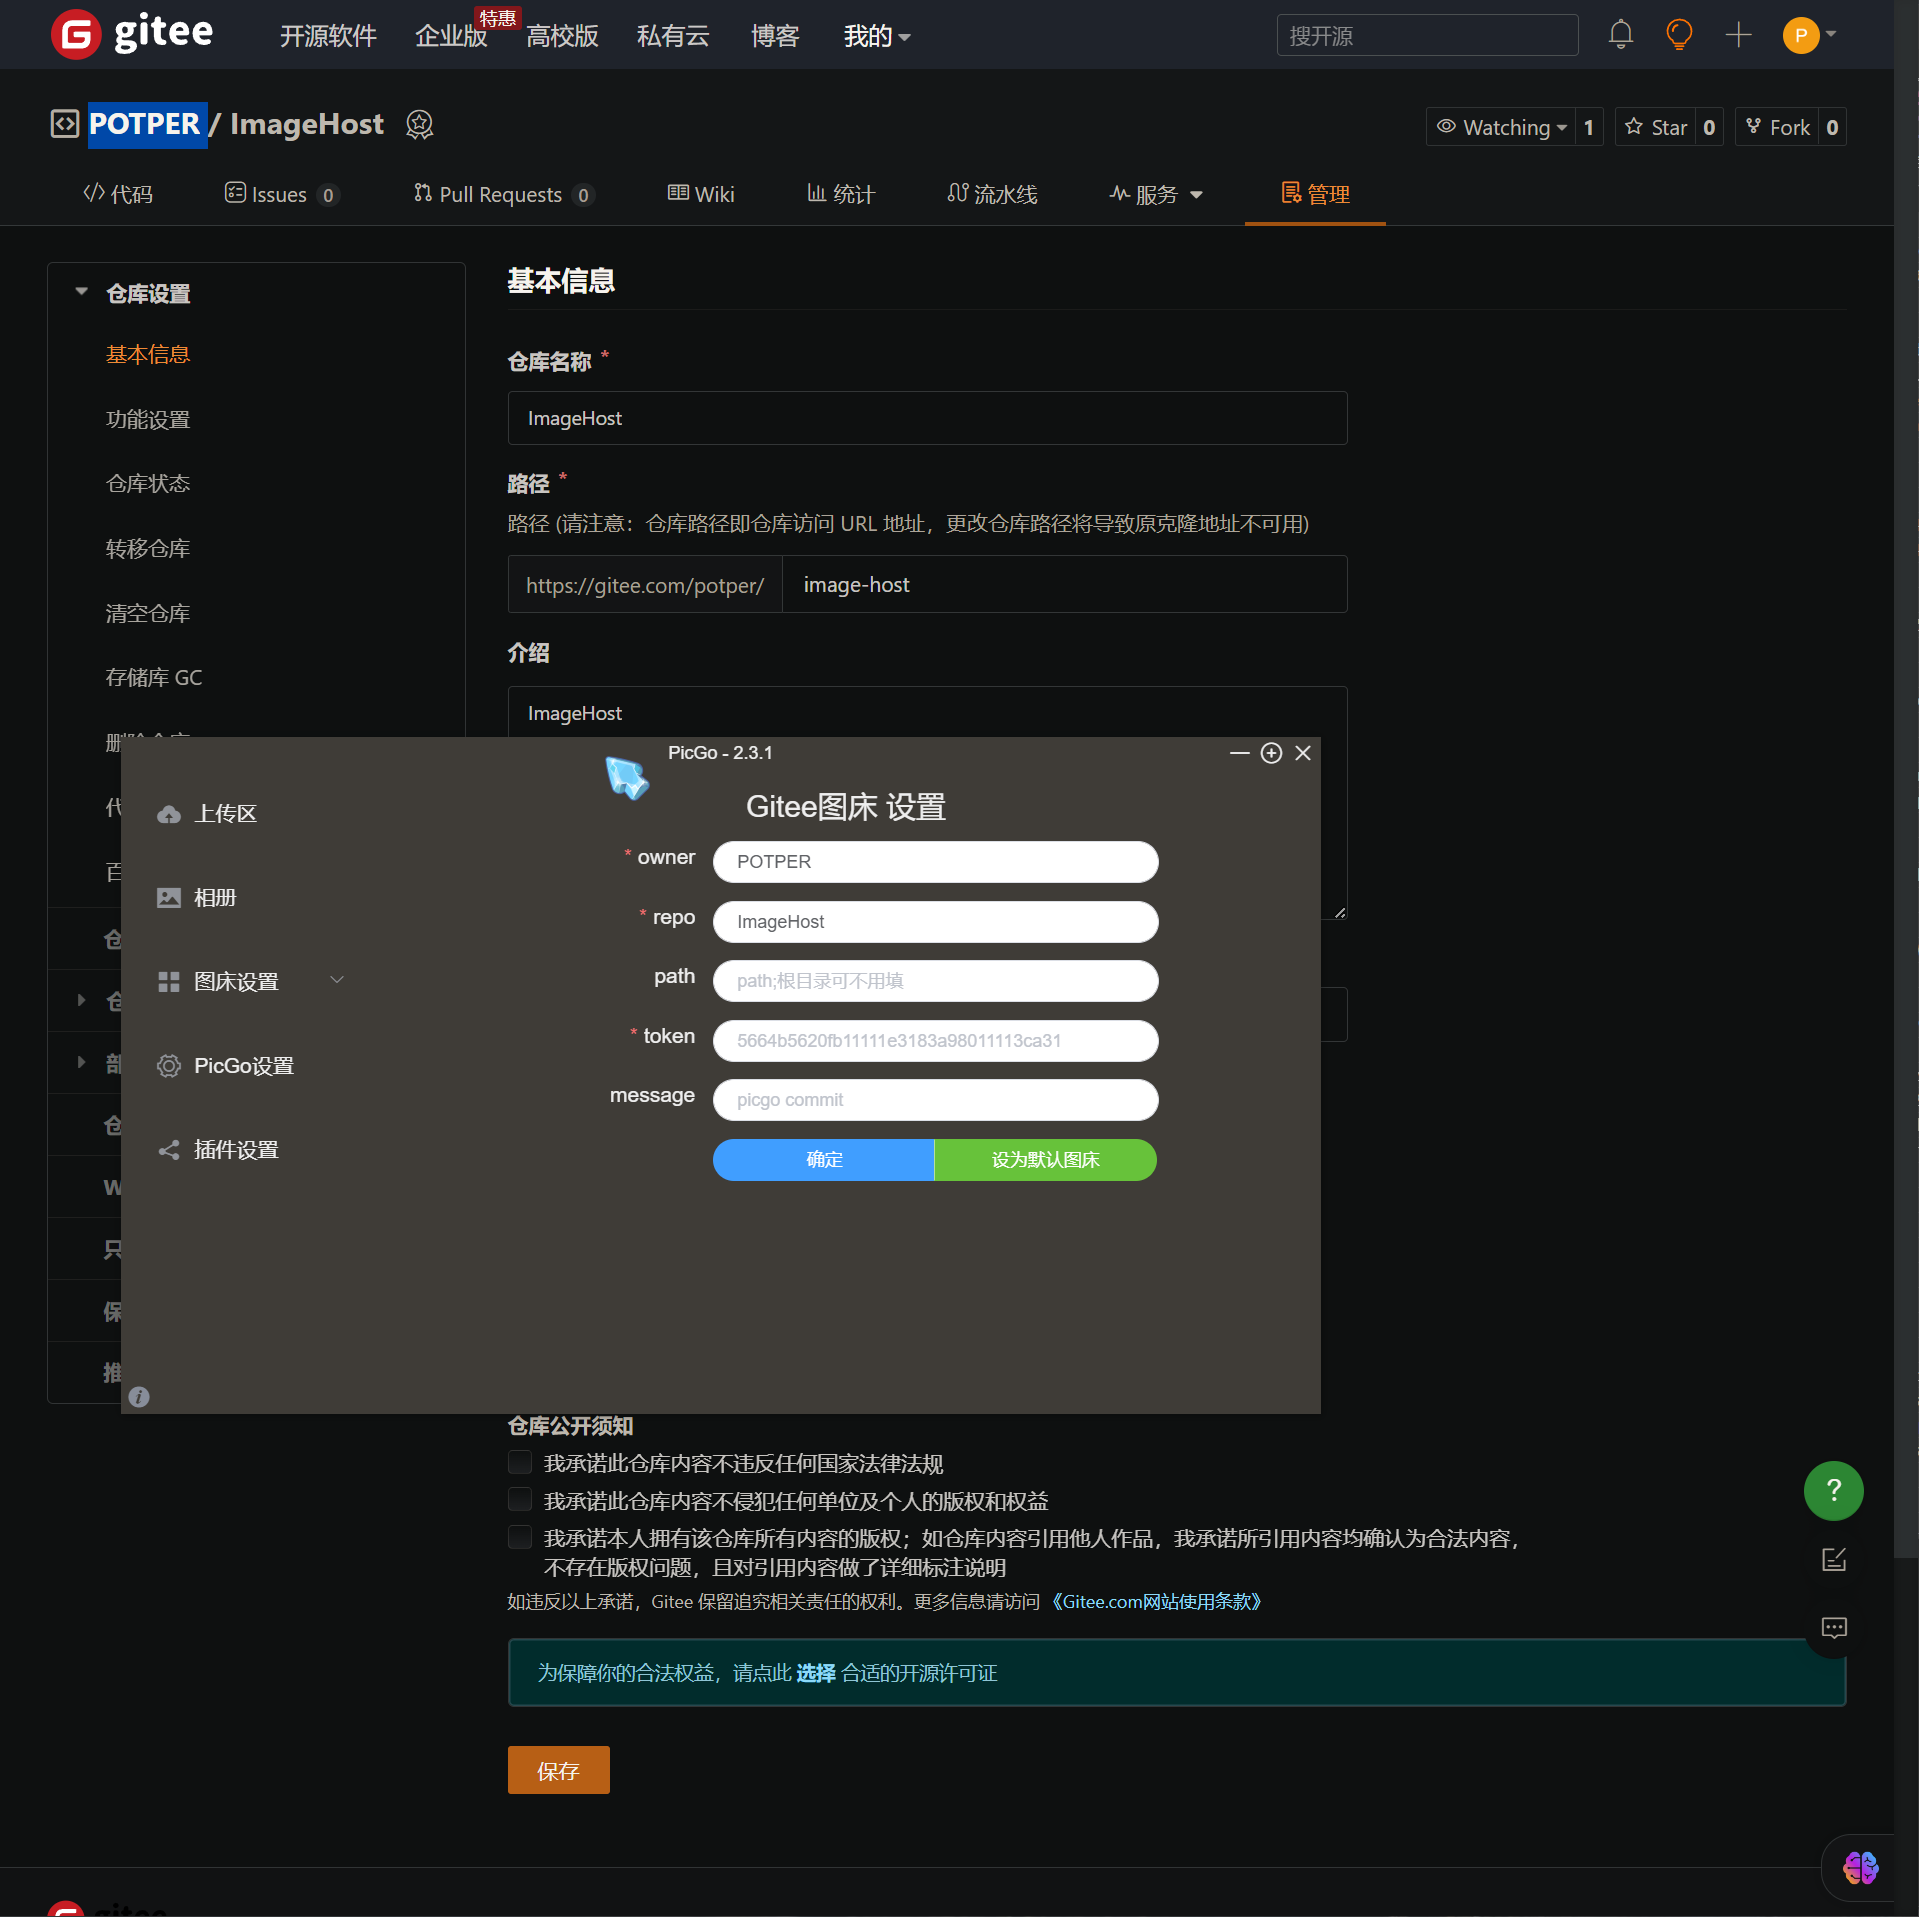 gitee
开源软件 企业版 特惠 高校版 私有云 博客 我的 搜开源 P
POTPER / ImageHost
Watching 1 Star 0 Fork 0
代码 Issues 0 Pull Requests 0 Wiki 统计 流水线 服务 管理
仓库设置
基本信息
功能设置
仓库状态
转移仓库
清空仓库
存储库 GC
基本信息
仓库名称 *
ImageHost
路径 *
路径 (请注意：仓库路径即仓库访问 URL 地址，更改仓库路径将导致原克隆地址不可用)
https://gitee.com/potper/ image-host
介绍
ImageHost
PicGo - 2.3.1
上传区
相册
图床设置
PicGo设置
插件设置
Gitee图床 设置
* owner POTPER
* repo ImageHost
path path;根目录可不用填
* token 5664b5620fb11111e3183a98011113ca31
message picgo commit
确定 设为默认图床
仓库公开须知
我承诺此仓库内容不违反任何国家法律法规
我承诺此仓库内容不侵犯任何单位及个人的版权和权益
我承诺本人拥有该仓库所有内容的版权；如仓库内容引用他人作品，我承诺所引用内容均确认为合法内容，
不存在版权问题，且对引用内容做了详细标注说明
如违反以上承诺，Gitee 保留追究相关责任的权利。更多信息请访问 《Gitee.com网站使用条款》
为保障你的合法权益，请点此 选择 合适的开源许可证
保存
?